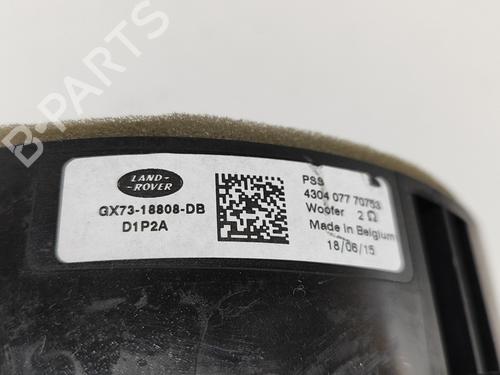 LAND-
-ROVER
GX73-18808-DB
D1P2A
PSS
4304 077 70753
Woofer 2 Ω
Made in Belgium
18/06/15
B-PARTS